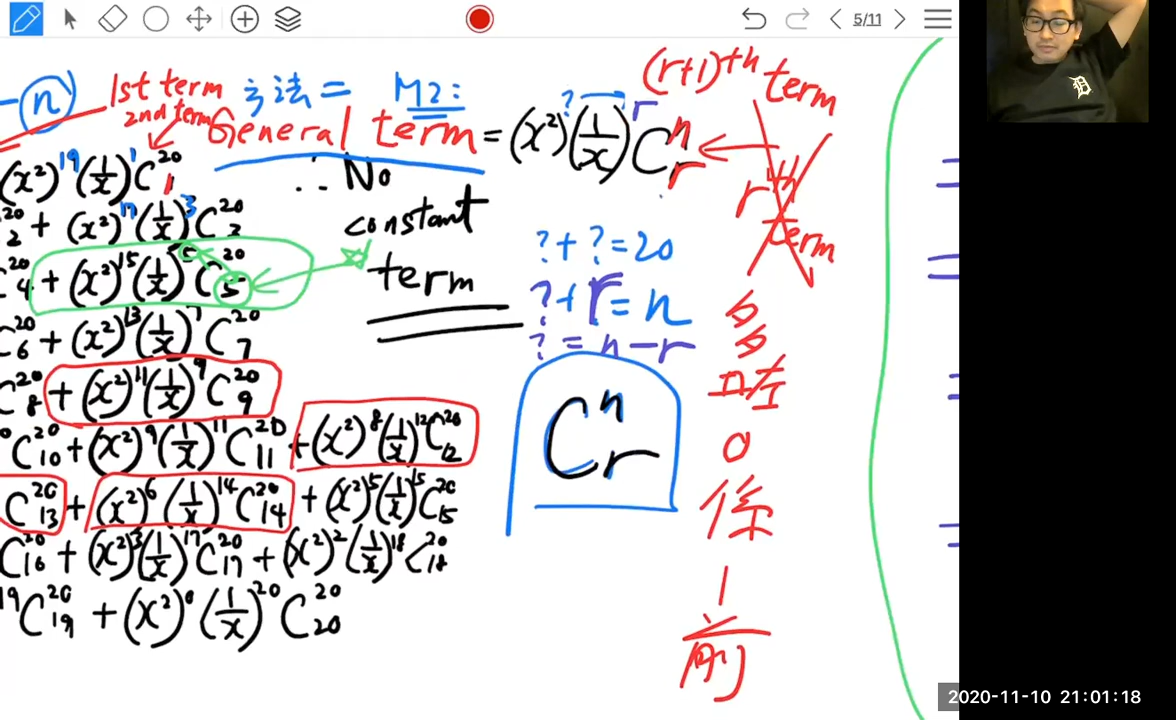 5/11
- n
1st term
2nd term
方法 = M2:
General term = (x²)^? (1/x)^r C^n_r
(r+1)^th term
r^th term
(x²)^19 (1/x)^1 C^20_1
∴ No
constant
term
^20_2 + (x²)^17 (1/x)^3 C^20_3
^20_4 + (x²)^15 (1/x)^5 C^20_5
C^20_6 + (x²)^13 (1/x)^7 C^20_7
C^20_8 + (x²)^11 (1/x)^9 C^20_9
C^20_10 + (x²)^9 (1/x)^11 C^20_11 + (x²)^8 (1/x)^12 C^20_12
C^20_13 + (x²)^6 (1/x)^14 C^20_14 + (x²)^5 (1/x)^15 C^20_15
C^20_16 + (x²)^3 (1/x)^17 C^20_17 + (x²)^2 (1/x)^18 C^20_18
^19 C^20_19 + (x²)^0 (1/x)^20 C^20_20
? + ? = 20
? + r = n
? = n - r
C^n_r
多
0
係
1
D
2020-11-10 21:01:18